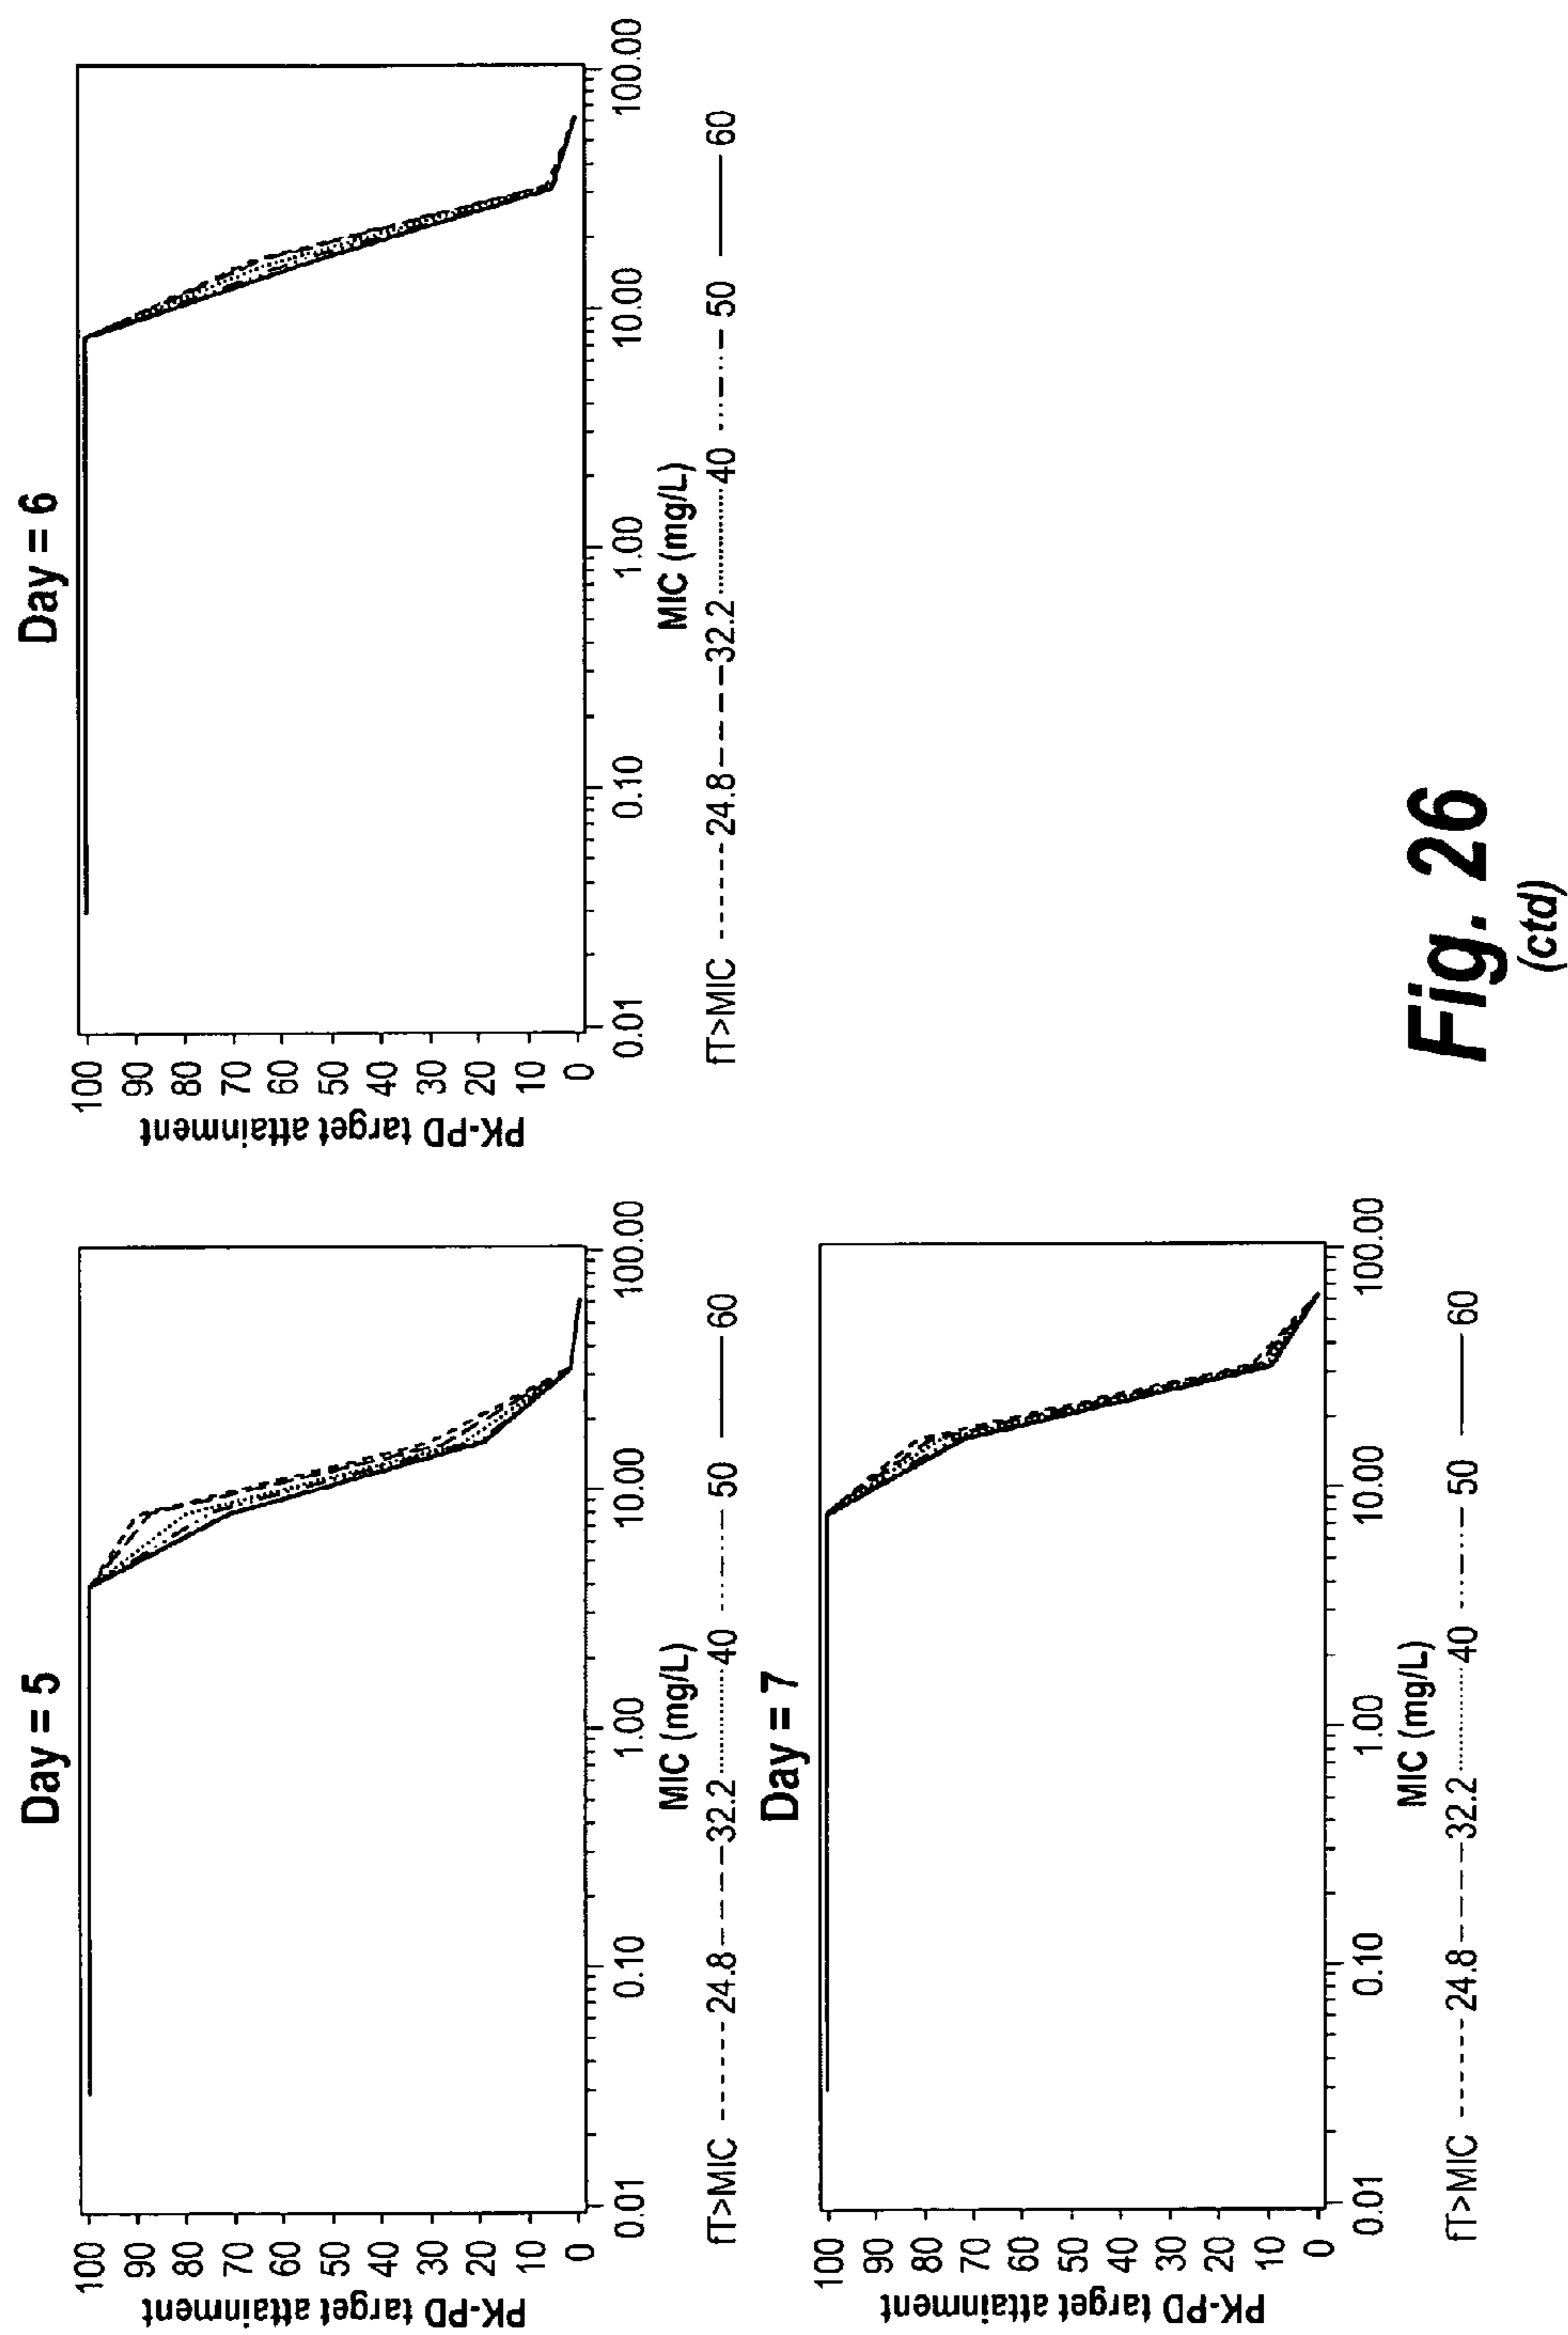 Day = 5
PK-PD target attainment
100
90
80
70
60
50
40
30
20
10
0
0.01 0.10 1.00 10.00 100.00
MIC (mg/L)
fT>MIC 24.8 32.2 40 50 60
Day = 6
PK-PD target attainment
100
90
80
70
60
50
40
30
20
10
0
0.01 0.10 1.00 10.00 100.00
MIC (mg/L)
fT>MIC 24.8 32.2 40 50 60
Day = 7
PK-PD target attainment
100
90
80
70
60
50
40
30
20
10
0
0.01 0.10 1.00 10.00 100.00
MIC (mg/L)
fT>MIC 24.8 32.2 40 50 60
Fig. 26
(ctd)